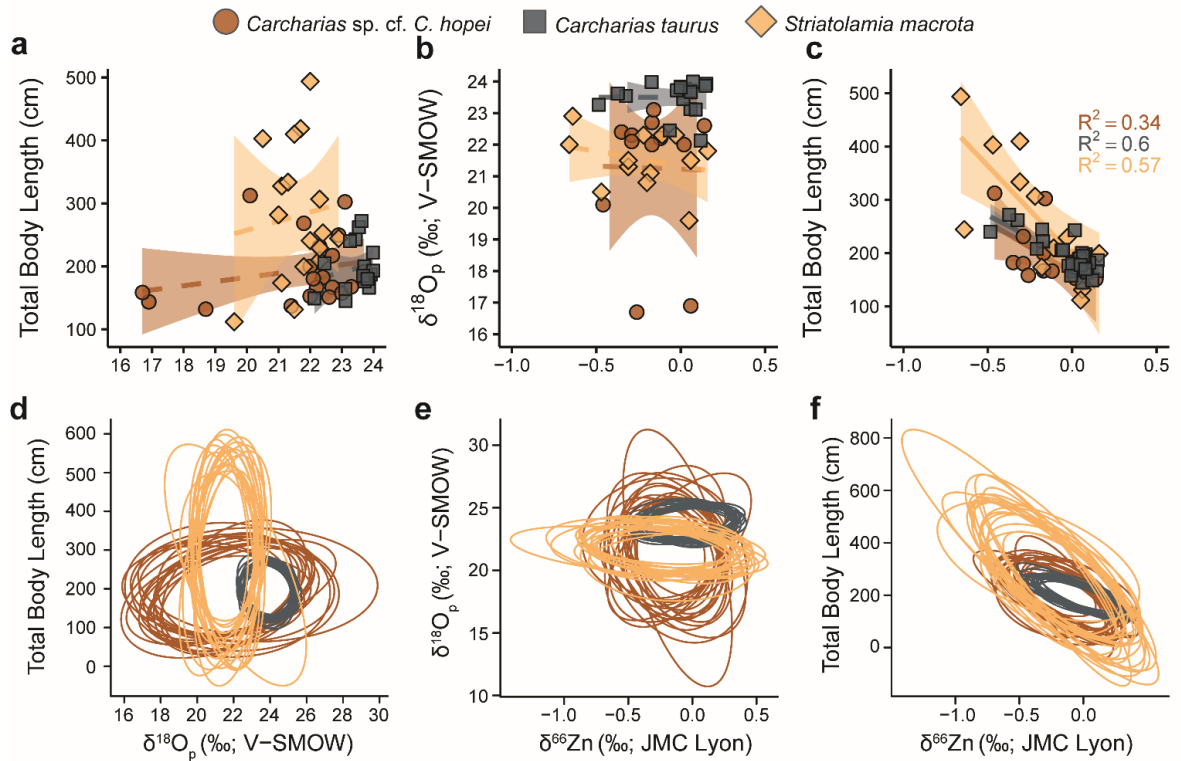 Carcharias sp. cf. C. hopei Carcharias taurus Striatolamia macrota
a b c
Total Body Length (cm)
500
400
300
200
100
16 17 18 19 20 21 22 23 24
δ¹⁸Oₚ (‰; V−SMOW)
24
23
22
21
20
19
18
17
16
−1.0 −0.5 0.0 0.5
Total Body Length (cm)
500
400
300
200
100
R² = 0.34
R² = 0.6
R² = 0.57
−1.0 −0.5 0.0 0.5
d e f
Total Body Length (cm)
600
500
400
300
200
100
0
16 18 20 22 24 26 28 30
δ¹⁸Oₚ (‰; V−SMOW)
δ¹⁸Oₚ (‰; V−SMOW)
30
25
20
15
10
−1.0 −0.5 0.0 0.5
δ⁶⁶Zn (‰; JMC Lyon)
Total Body Length (cm)
800
600
400
200
0
−1.0 −0.5 0.0 0.5
δ⁶⁶Zn (‰; JMC Lyon)